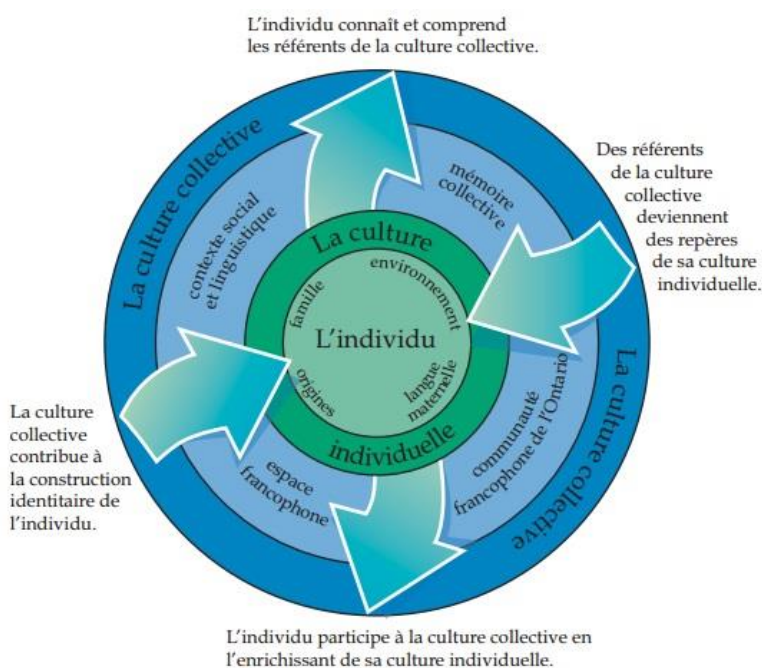 L'individu connaît et comprend
les référents de la culture collective.
La culture collective
contexte social
et linguistique
mémoire
collective
Des référents
de la culture
collective
deviennent
des repères
de sa culture
individuelle.
La culture
environnement
famille
L'individu
origines
langue
maternelle
individuelle
La culture
collective
contribue à
la construction
identitaire de
l'individu.
espace
francophone
communauté
francophone de l'Ontario
La culture collective
L'individu participe à la culture collective en
l'enrichissant de sa culture individuelle.